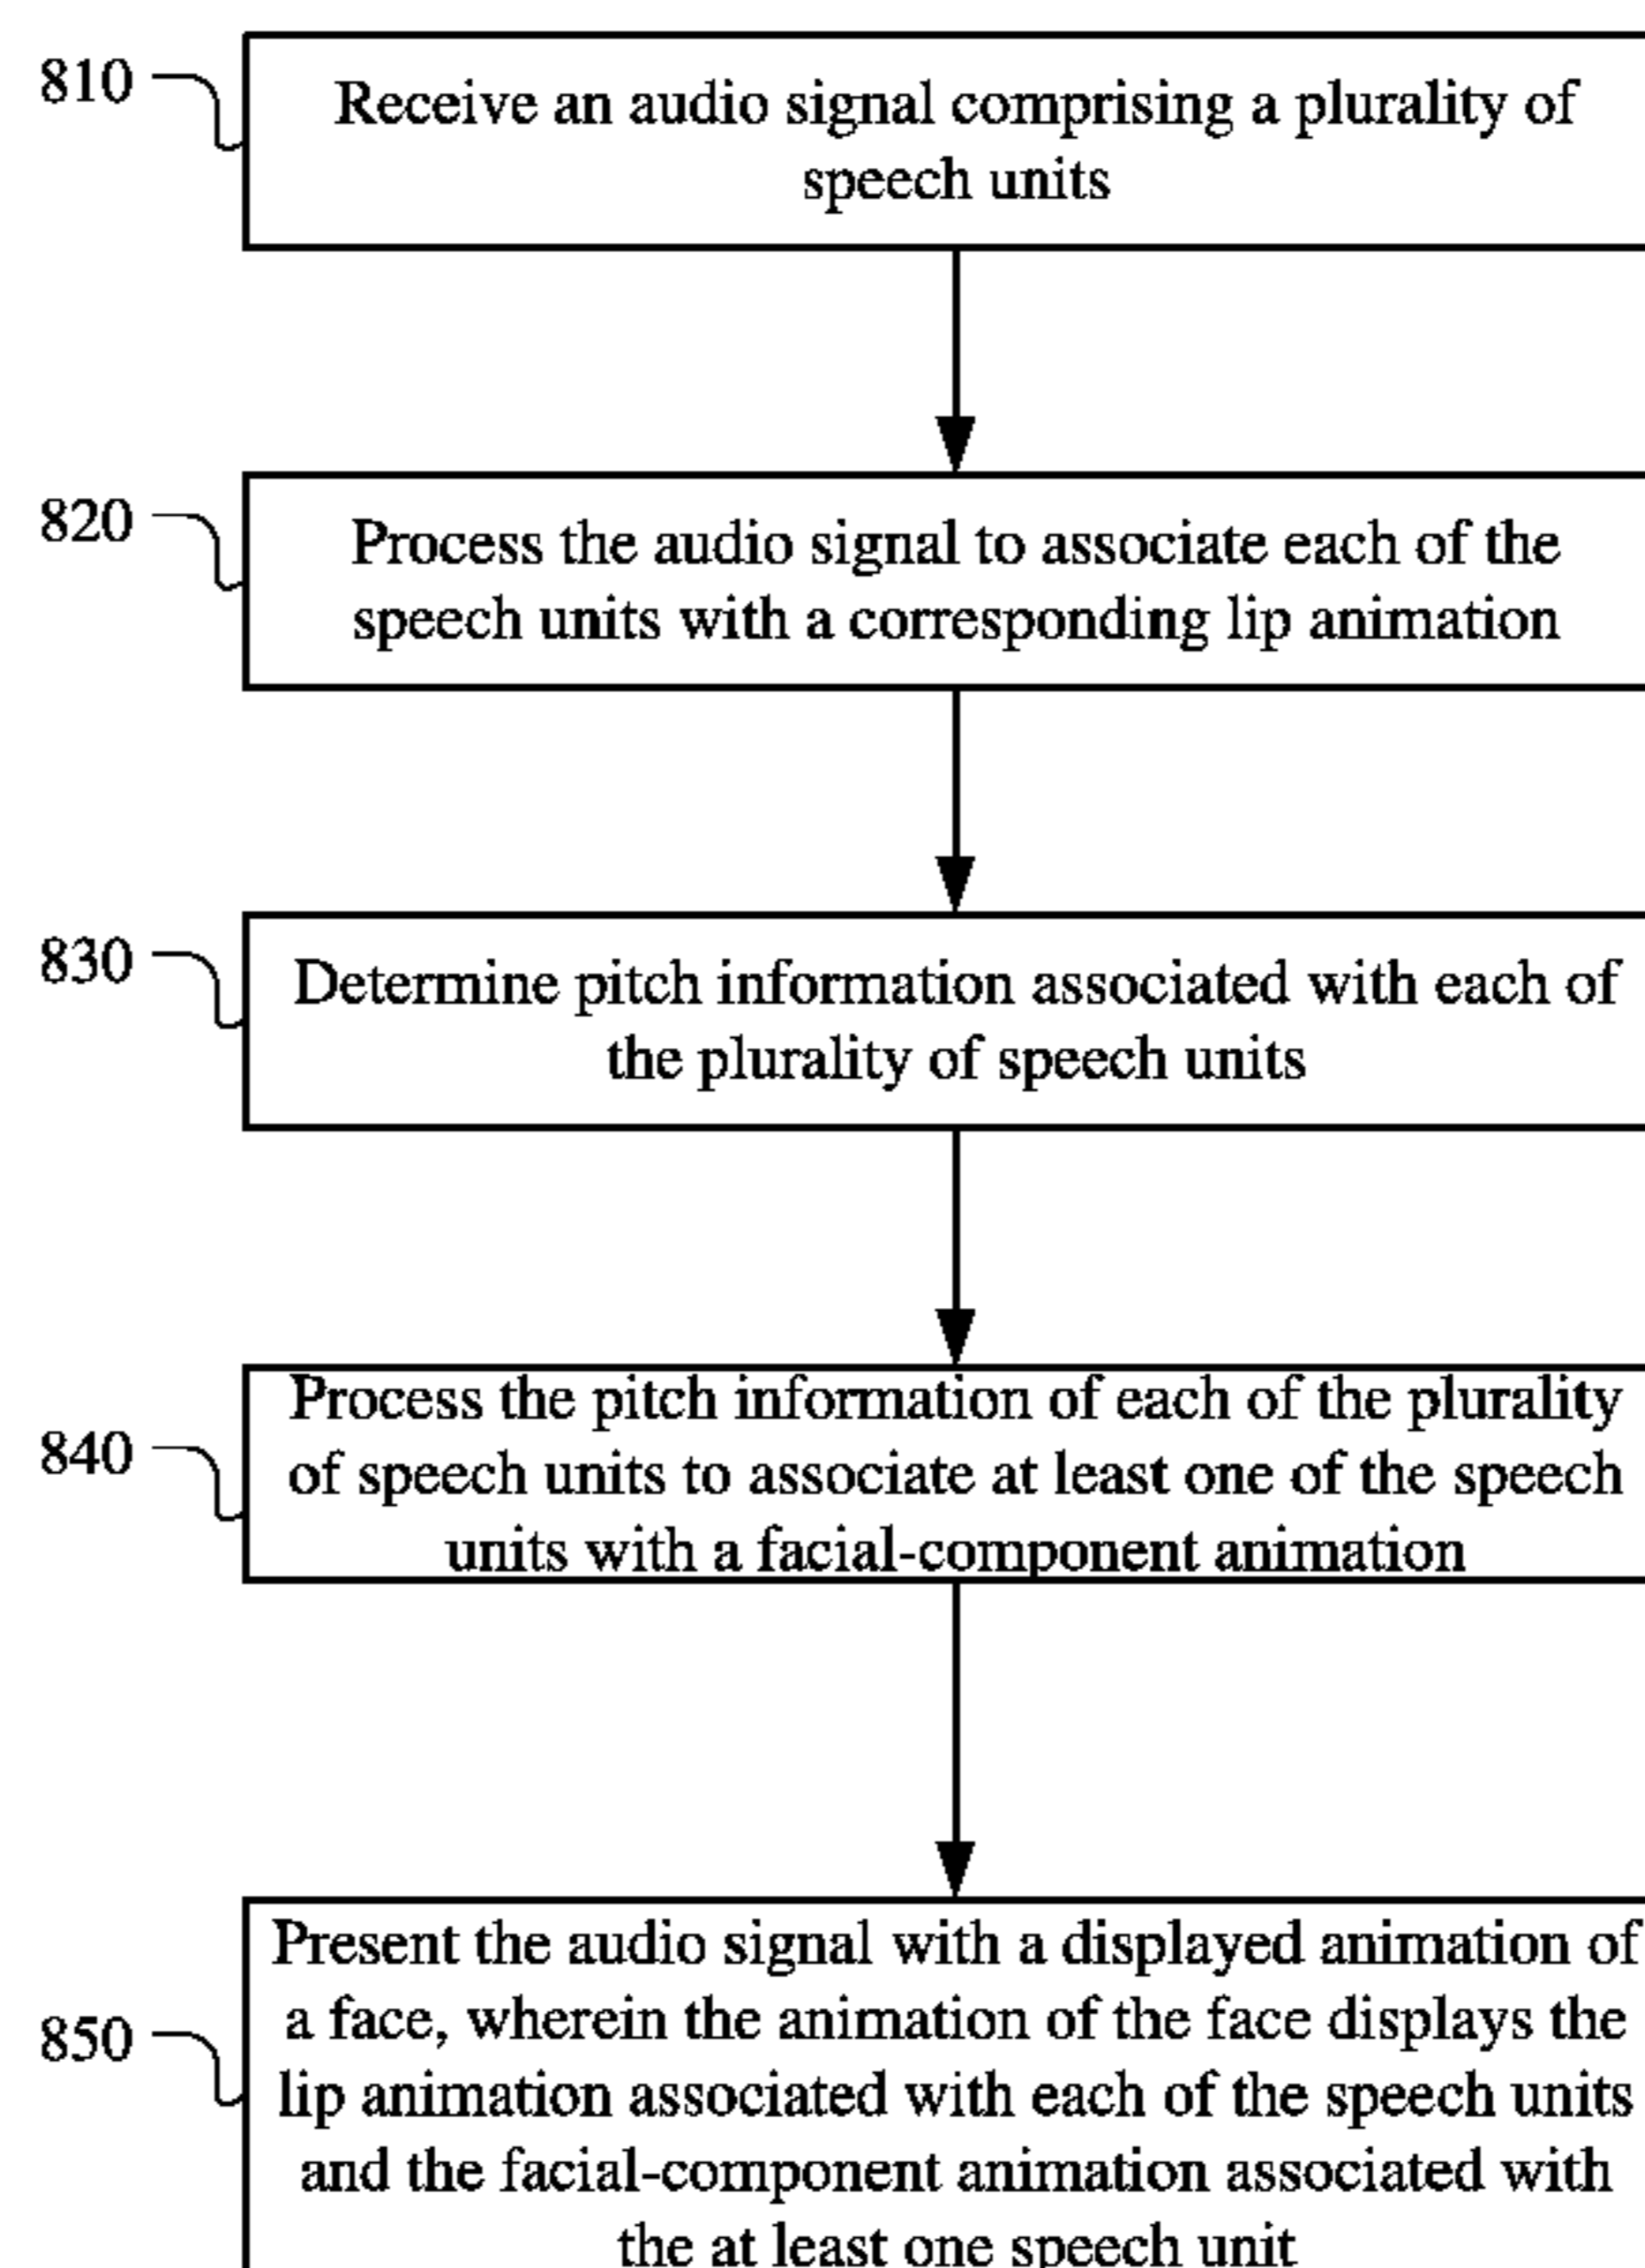 810
Receive an audio signal comprising a plurality of
speech units
820
Process the audio signal to associate each of the
speech units with a corresponding lip animation
830
Determine pitch information associated with each of
the plurality of speech units
840
Process the pitch information of each of the plurality
of speech units to associate at least one of the speech
units with a facial-component animation
850
Present the audio signal with a displayed animation of
a face, wherein the animation of the face displays the
lip animation associated with each of the speech units
and the facial-component animation associated with
the at least one speech unit